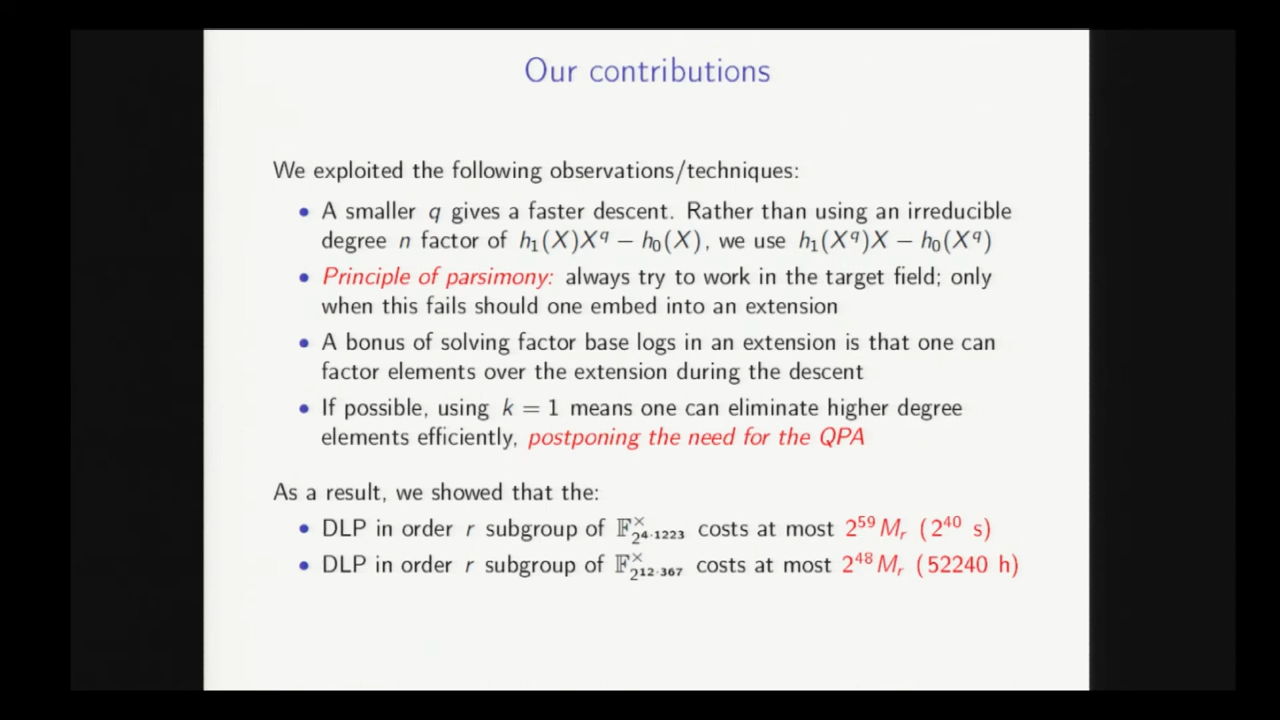 Our contributions
We exploited the following observations/techniques:
• A smaller q gives a faster descent. Rather than using an irreducible
degree n factor of h₁(X)X^q − h₀(X), we use h₁(X^q)X − h₀(X^q)
• Principle of parsimony: always try to work in the target field; only
when this fails should one embed into an extension
• A bonus of solving factor base logs in an extension is that one can
factor elements over the extension during the descent
• If possible, using k = 1 means one can eliminate higher degree
elements efficiently, postponing the need for the QPA
As a result, we showed that the:
• DLP in order r subgroup of 𝔽^×_{2^{4·1223}} costs at most 2^{59} M_r (2^{40} s)
• DLP in order r subgroup of 𝔽^×_{2^{12·367}} costs at most 2^{48} M_r (52240 h)